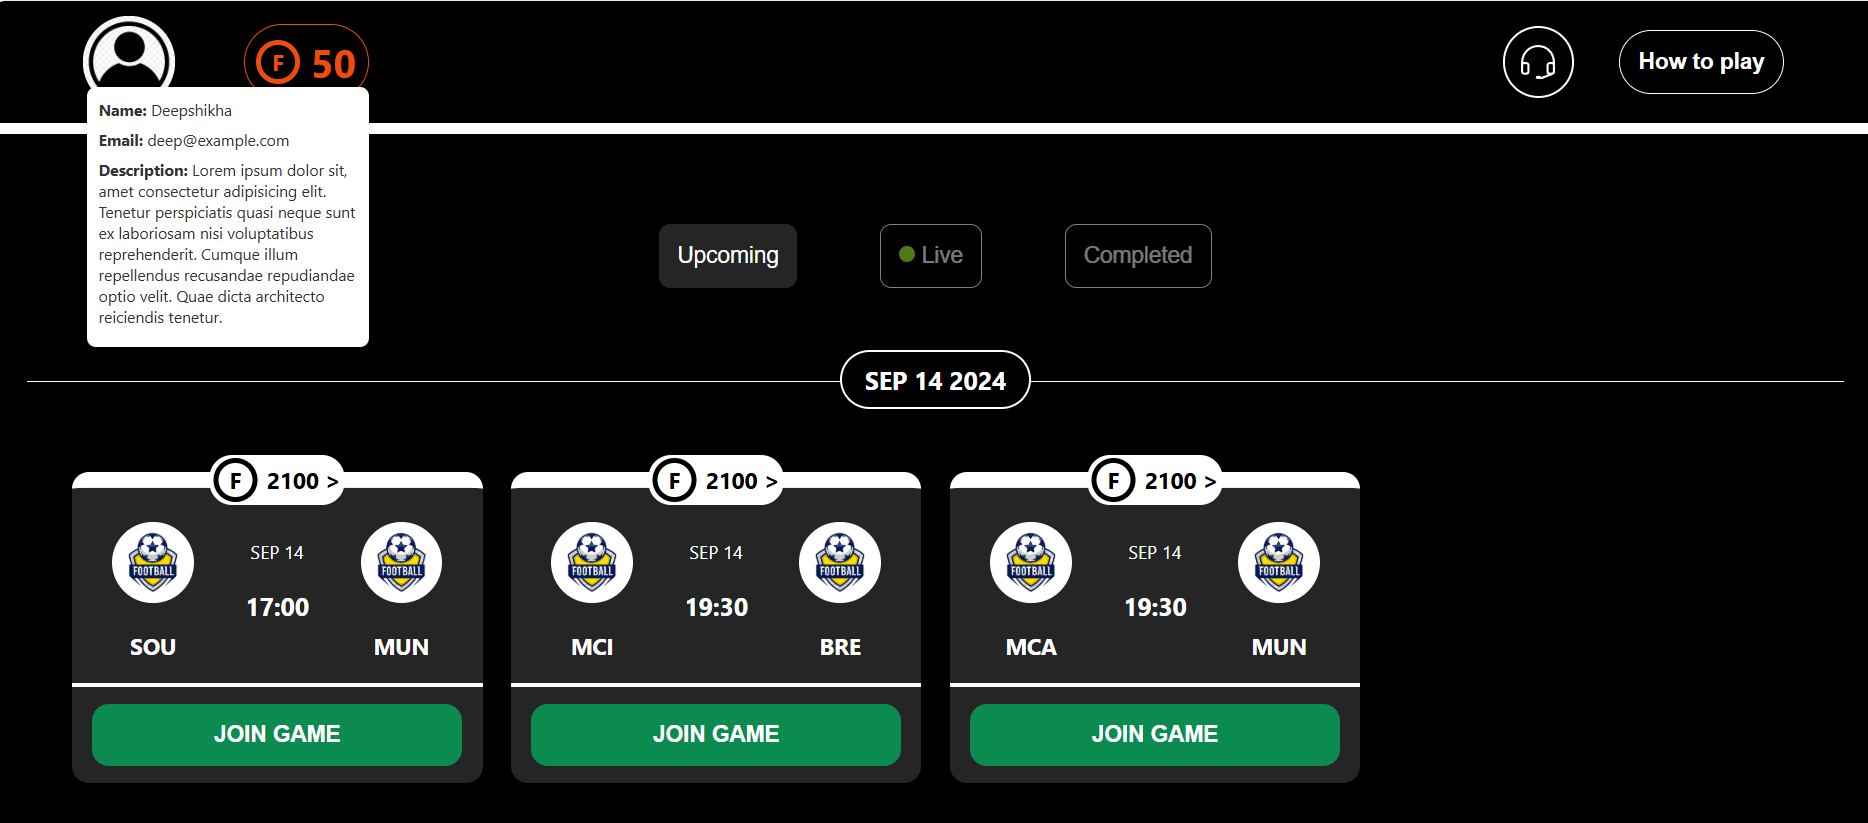 F 50
How to play
Name: Deepshikha
Email: deep@example.com
Description: Lorem ipsum dolor sit,
amet consectetur adipisicing elit.
Tenetur perspiciatis quasi neque sunt
ex laboriosam nisi voluptatibus
reprehenderit. Cumque illum
repellendus recusandae repudiandae
optio velit. Quae dicta architecto
reiciendis tenetur.
Upcoming
Live
Completed
SEP 14 2024
F 2100 >
FOOTBALL
SEP 14
FOOTBALL
17:00
SOU
MUN
JOIN GAME
F 2100 >
FOOTBALL
SEP 14
FOOTBALL
19:30
MCI
BRE
JOIN GAME
F 2100 >
FOOTBALL
SEP 14
FOOTBALL
19:30
MCA
MUN
JOIN GAME